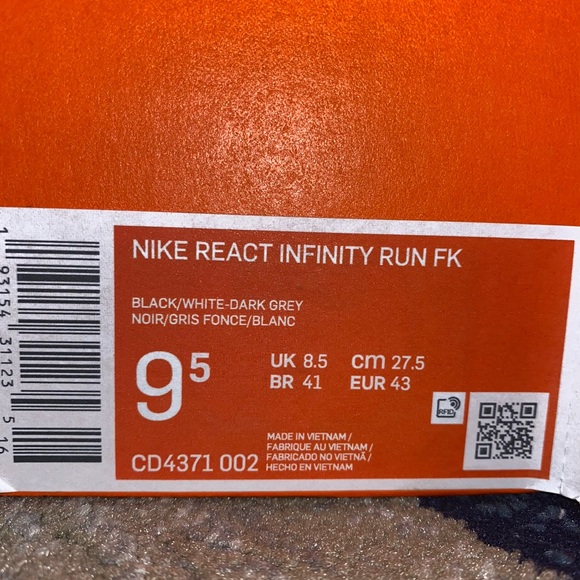 NIKE REACT INFINITY RUN FK
BLACK/WHITE-DARK GREY
NOIR/GRIS FONCE/BLANC
9⁵
UK 8.5 cm 27.5
BR 41 EUR 43
RFID
MADE IN VIETNAM /
FABRIQUE AU VIETNAM /
FABRICADO NO VIETNÃ /
HECHO EN VIETNAM
CD4371 002
1 93154 31123 5 16